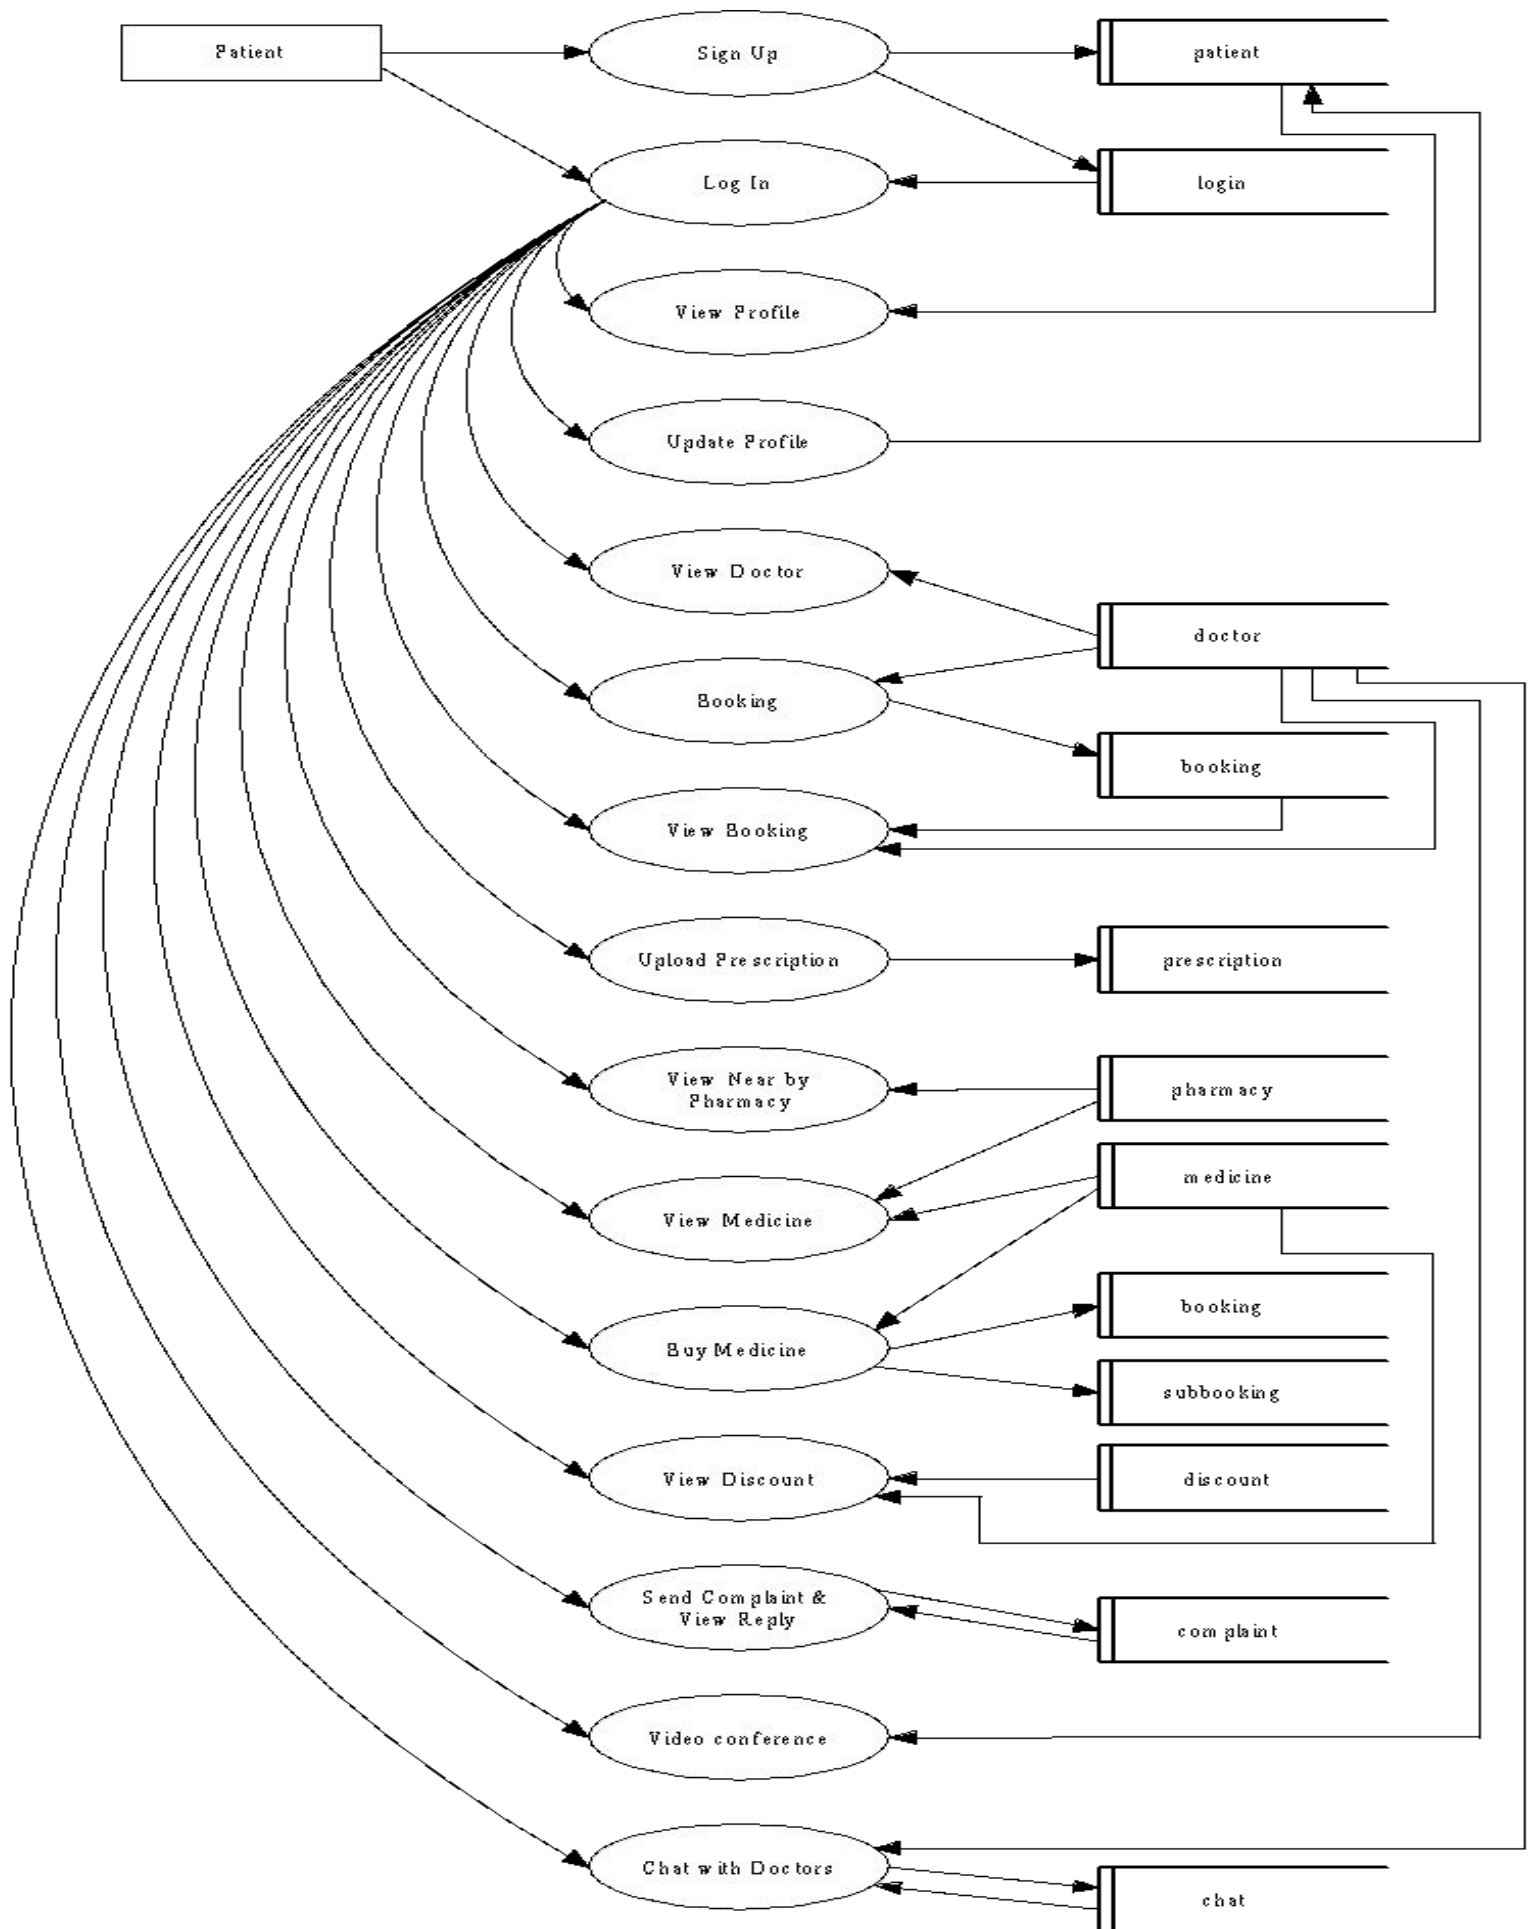 Patient
Sign Up
patient
Log In
login
View Profile
Update Profile
View Doctor
doctor
Booking
booking
View Booking
Upload Prescription
prescription
View Near by
Pharmacy
pharmacy
medicine
View Medicine
booking
Buy Medicine
subbooking
View Discount
discount
Send Complaint &
View Reply
complaint
Video conference
Chat with Doctors
chat